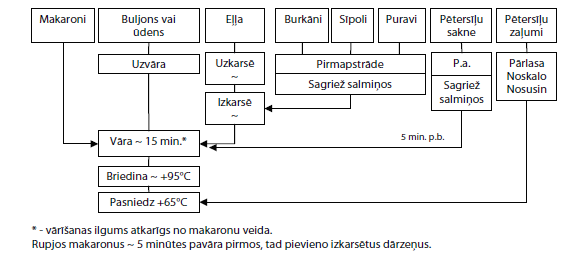 Makaroni
Buljons vai
ūdens
Eļļa
Burkāni
Sīpoli
Puravi
Pētersīļu
sakne
Pētersīļu
zaļumi
Uzvāra
Uzkarsē
~
Pirmapstrāde
Sagriež salmiņos
P.a.
Sagriež
salmiņos
Pārlasa
Noskalo
Nosusin
Izkarsē
~
Vāra ~ 15 min.*
5 min. p.b.
Briedina ~ +95°C
Pasniedz +65°C
* - vārīšanas ilgums atkarīgs no makaronu veida.
Rupjos makaronus ~ 5 minūtes pavāra pirmos, tad pievieno izkarsētus dārzeņus.